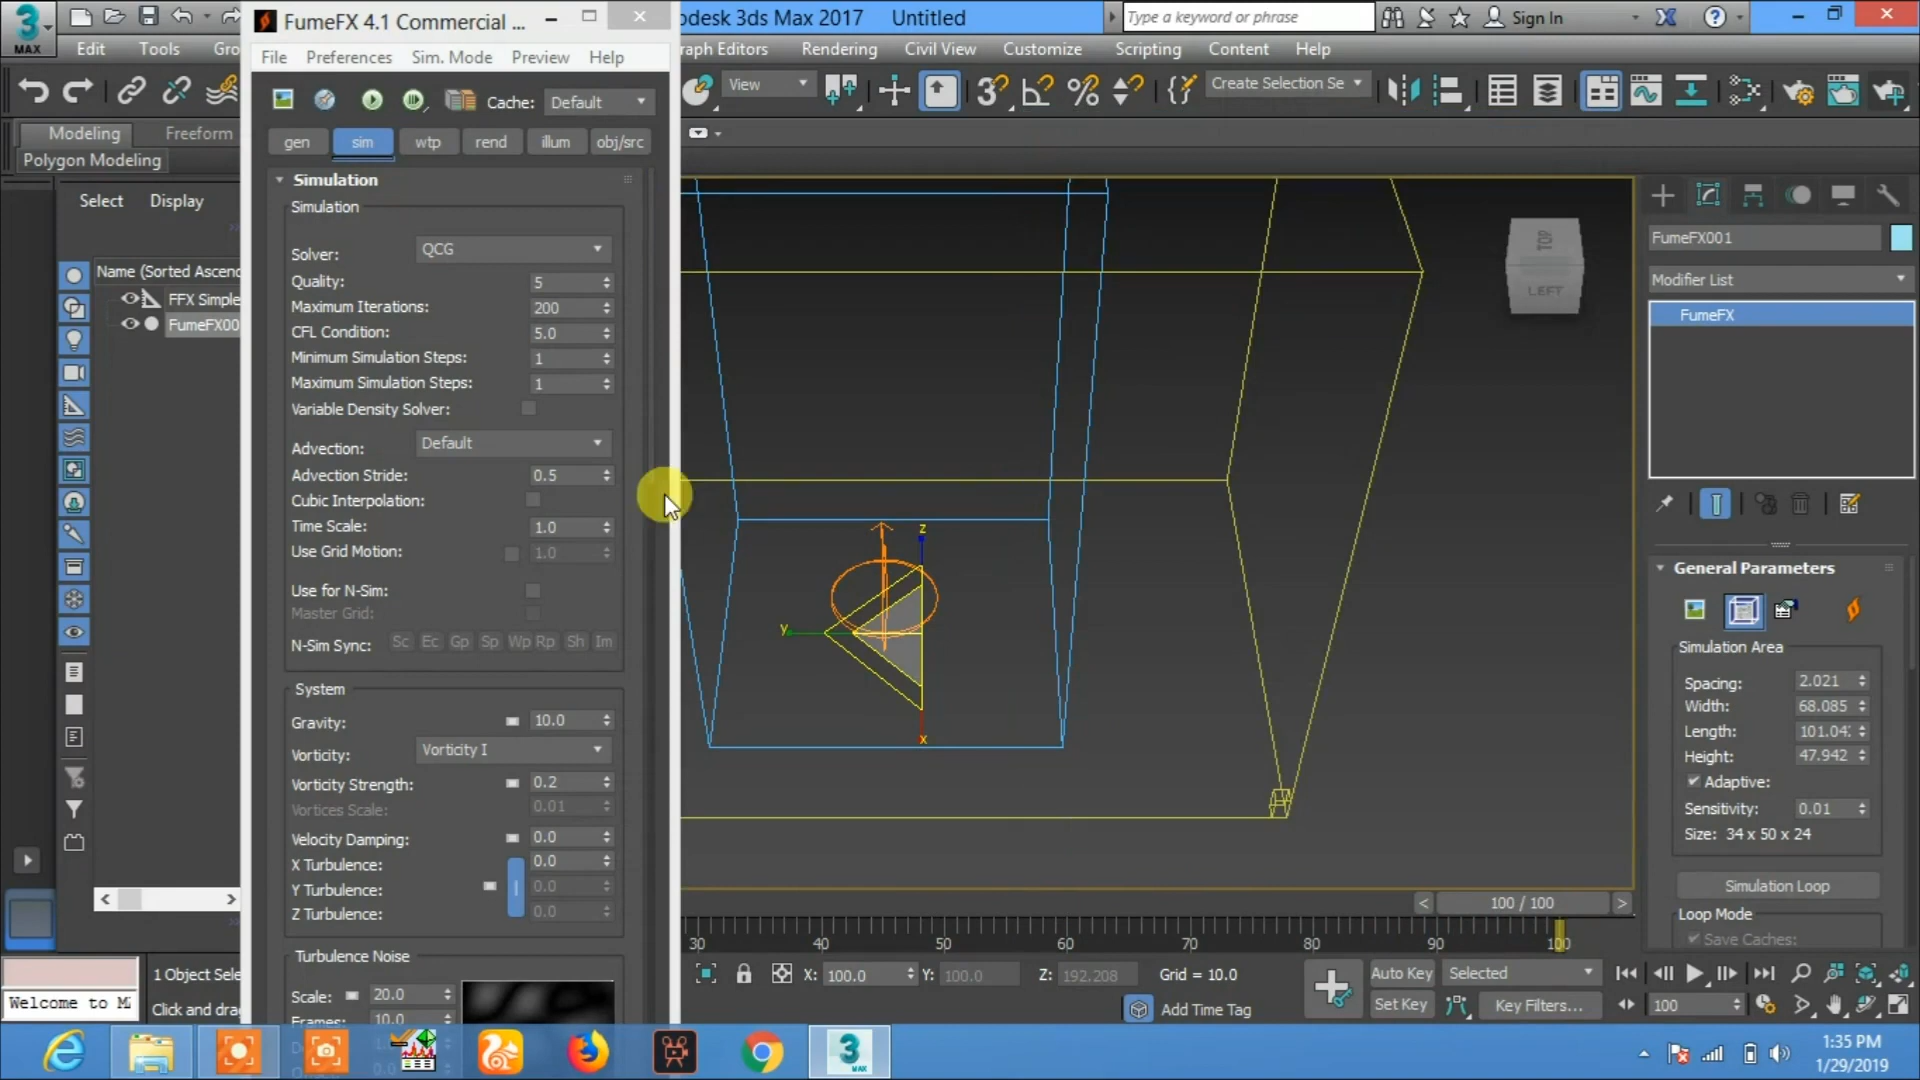 3
MAX
FumeFX 4.1 Commercial ...
odesk 3ds Max 2017 Untitled
Type a keyword or phrase
Sign In
Edit Tools Gro
File Preferences Sim. Mode Preview Help
raph Editors Rendering Civil View Customize Scripting Content Help
Cache: Default
View
Create Selection Se
Modeling Freeform
Polygon Modeling
gen sim wtp rend illum obj/src
Select Display
Name (Sorted Ascend
FFX Simple
FumeFX00
Simulation
Simulation
Solver: QCG
Quality: 5
Maximum Iterations: 200
CFL Condition: 5.0
Minimum Simulation Steps: 1
Maximum Simulation Steps: 1
Variable Density Solver:
Advection: Default
Advection Stride: 0.5
Cubic Interpolation:
Time Scale: 1.0
Use Grid Motion: 1.0
Use for N-Sim:
Master Grid:
N-Sim Sync: Sc Ec Gp Sp Wp Rp Sh Im
System
Gravity: 10.0
Vorticity: Vorticity I
Vorticity Strength: 0.2
Vortices Scale: 0.01
Velocity Damping: 0.0
X Turbulence: 0.0
Y Turbulence: 0.0
Z Turbulence: 0.0
Turbulence Noise
Scale: 20.0
Frames: 10.0
z
y
x
TOP
LEFT
FumeFX001
Modifier List
FumeFX
General Parameters
Simulation Area
Spacing: 2.021
Width: 68.085
Length: 101.04
Height: 47.942
Adaptive:
Sensitivity: 0.01
Size: 34 x 50 x 24
Simulation Loop
Loop Mode
Save Caches:
< 100 / 100 >
30 40 50 60 70 80 90 100
1 Object Sele
X: 100.0 Y: 100.0 Z: 192.208 Grid = 10.0
Auto Key Selected
Welcome to M
Click and drag
Add Time Tag
Set Key Key Filters... 100
1:35 PM
1/29/2019